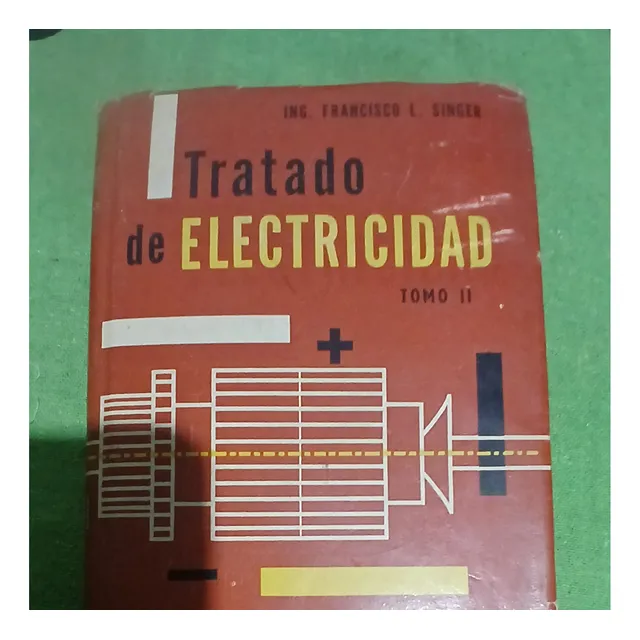 ING. FRANCISCO L. SINGER
Tratado
de ELECTRICIDAD
TOMO II
+
-